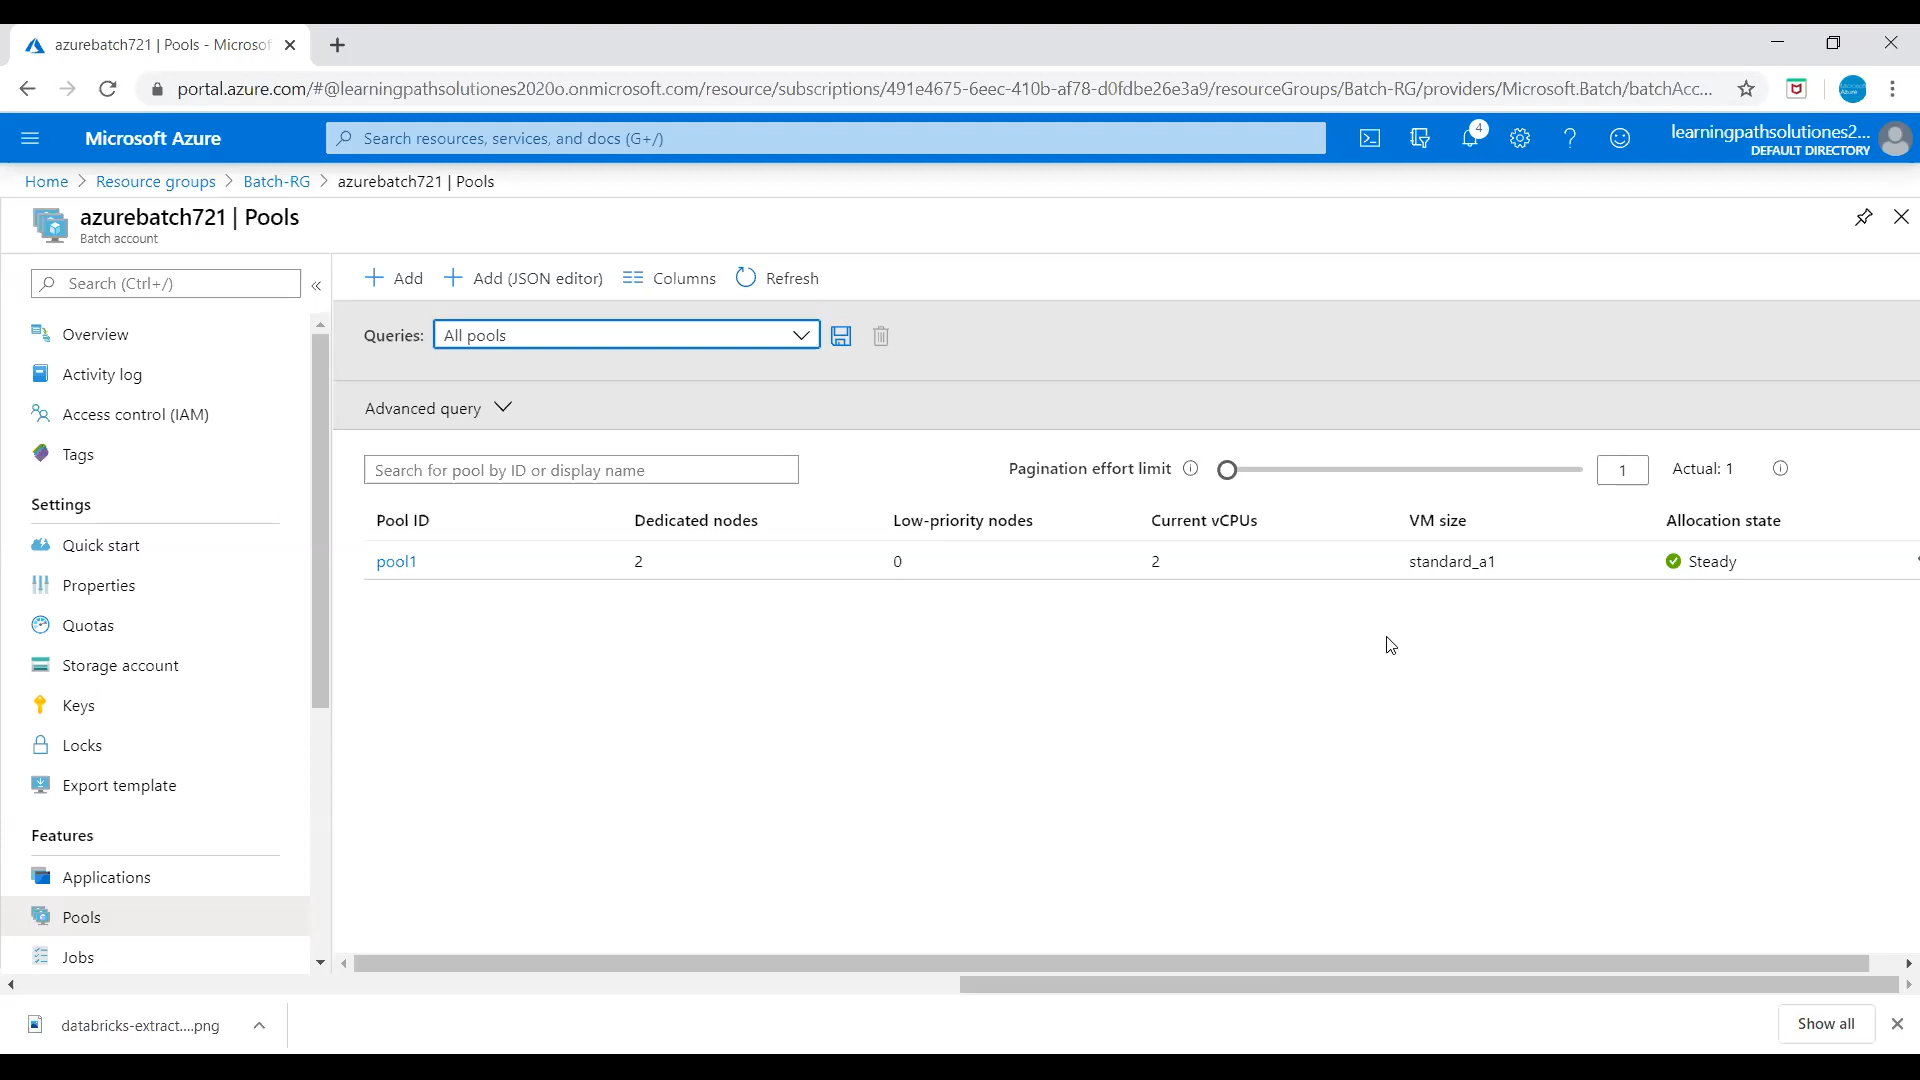 azurebatch721 | Pools - Microsof
portal.azure.com/#@learningpathsolutiones2020o.onmicrosoft.com/resource/subscriptions/491e4675-6eec-410b-af78-d0fdbe26e3a9/resourceGroups/Batch-RG/providers/Microsoft.Batch/batchAcc...
Microsoft Azure
Search resources, services, and docs (G+/)
4
learningpathsolutiones2...
DEFAULT DIRECTORY
Home > Resource groups > Batch-RG > azurebatch721 | Pools
azurebatch721 | Pools
Batch account
Search (Ctrl+/)
«
Overview
Activity log
Access control (IAM)
Tags
Settings
Quick start
Properties
Quotas
Storage account
Keys
Locks
Export template
Features
Applications
Pools
Jobs
Add
Add (JSON editor)
Columns
Refresh
Queries: All pools
Advanced query
Search for pool by ID or display name
Pagination effort limit
1
Actual: 1
Pool ID Dedicated nodes Low-priority nodes Current vCPUs VM size Allocation state
pool1 2 0 2 standard_a1 Steady
databricks-extract....png
Show all